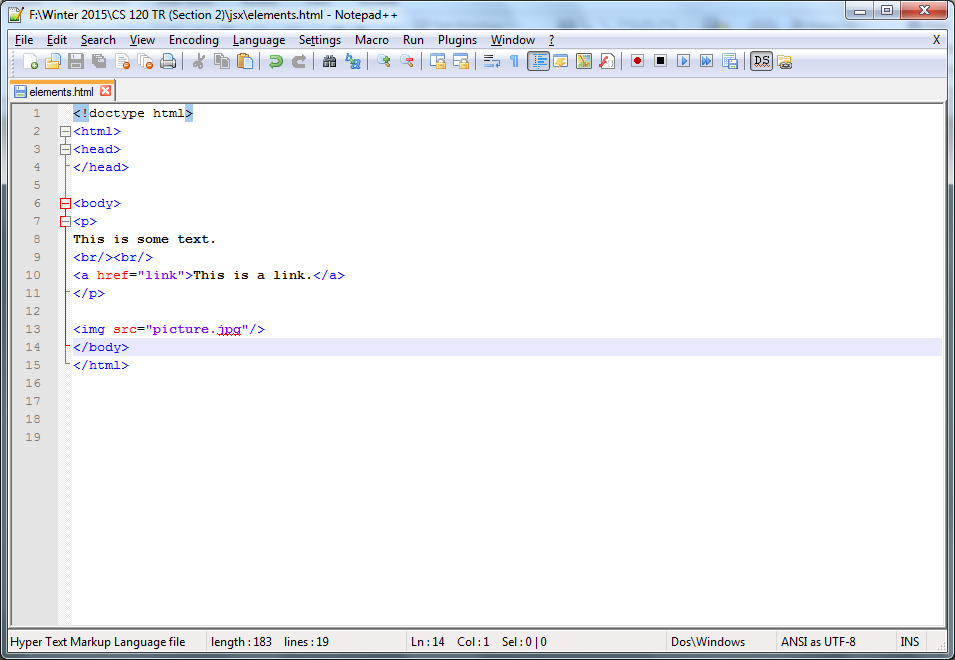 F:\Winter 2015\CS 120 TR (Section 2)\jsx\elements.html - Notepad++
File Edit Search View Encoding Language Settings Macro Run Plugins Window ? X
DS
elements.html
1 <!doctype html>
2 <html>
3 <head>
4 </head>
5
6 <body>
7 <p>
8 This is some text.
9 <br/><br/>
10 <a href="link">This is a link.</a>
11 </p>
12
13 <img src="picture.jpg"/>
14 </body>
15 </html>
16
17
18
19
Hyper Text Markup Language file length : 183 lines : 19 Ln : 14 Col : 1 Sel : 0 | 0 Dos\Windows ANSI as UTF-8 INS